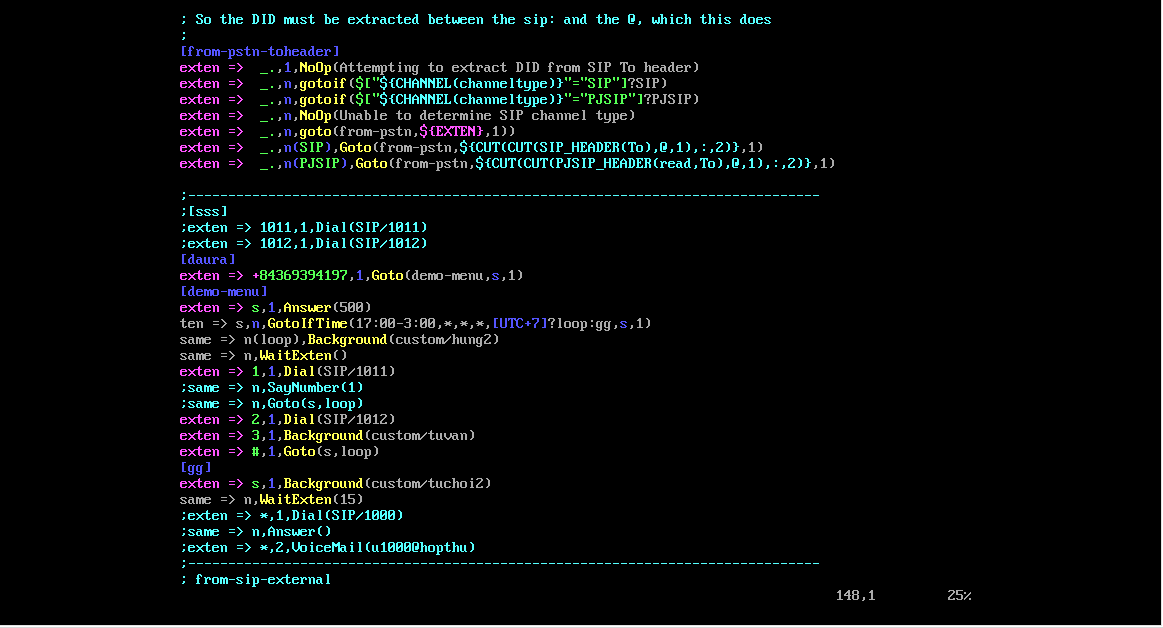 ; So the DID must be extracted between the sip: and the @, which this does
;
[from-pstn-toheader]
exten => _.,1,NoOp(Attempting to extract DID from SIP To header)
exten => _.,n,gotoif($["${CHANNEL(channeltype)}"="SIP"]?SIP)
exten => _.,n,gotoif($["${CHANNEL(channeltype)}"="PJSIP"]?PJSIP)
exten => _.,n,NoOp(Unable to determine SIP channel type)
exten => _.,n,goto(from-pstn,${EXTEN},1))
exten => _.,n(SIP),Goto(from-pstn,${CUT(CUT(SIP_HEADER(To),@,1),:,2)},1)
exten => _.,n(PJSIP),Goto(from-pstn,${CUT(CUT(PJSIP_HEADER(read,To),@,1),:,2)},1)
;-------------------------------------------------------------------------------
;[sss]
;exten => 1011,1,Dial(SIP/1011)
;exten => 1012,1,Dial(SIP/1012)
[daura]
exten => +84369394197,1,Goto(demo-menu,s,1)
[demo-menu]
exten => s,1,Answer(500)
ten => s,n,GotoIfTime(17:00-3:00,*,*,*,[UTC+7]?loop:gg,s,1)
same => n(loop),Background(custom/hung2)
same => n,WaitExten()
exten => 1,1,Dial(SIP/1011)
;same => n,SayNumber(1)
;same => n,Goto(s,loop)
exten => 2,1,Dial(SIP/1012)
exten => 3,1,Background(custom/tuvan)
exten => #,1,Goto(s,loop)
[gg]
exten => s,1,Background(custom/tuchoi2)
same => n,WaitExten(15)
;exten => *,1,Dial(SIP/1000)
;same => n,Answer()
;exten => *,2,VoiceMail(u1000@hopthu)
;-------------------------------------------------------------------------------
; from-sip-external
148,1 25%